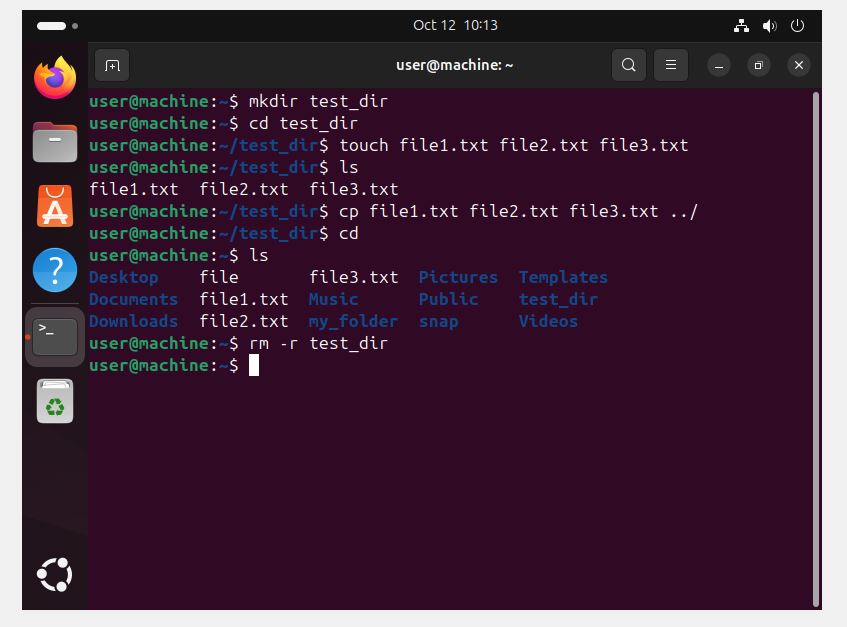 Oct 12 10:13
user@machine: ~
user@machine:~$ mkdir test_dir
user@machine:~$ cd test_dir
user@machine:~/test_dir$ touch file1.txt file2.txt file3.txt
user@machine:~/test_dir$ ls
file1.txt  file2.txt  file3.txt
user@machine:~/test_dir$ cp file1.txt file2.txt file3.txt ../
user@machine:~/test_dir$ cd
user@machine:~$ ls
Desktop    file       file3.txt  Pictures  Templates
Documents  file1.txt  Music      Public    test_dir
Downloads  file2.txt  my_folder  snap      Videos
user@machine:~$ rm -r test_dir
user@machine:~$